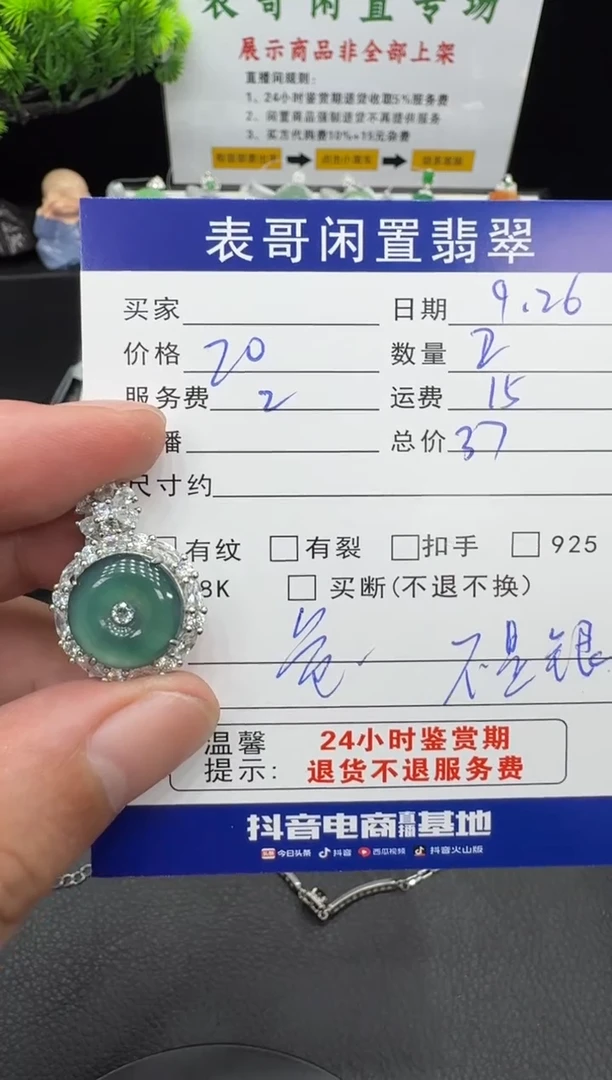 表哥闲置专场
展示商品非全部上架
直播间规则：
1、24小时鉴赏期退货收取5%服务费
2、闲置商品强制退货不再提供服务
3、买方代购费10%+15元杂费
表哥闲置翡翠
买家 日期 9.26
价格 20 数量
服务费 2 运费 15
播 总价 37
尺寸约
有纹 有裂 扣手 925
8K 买断(不退不换)
不是银
温馨 24小时鉴赏期
提示: 退货不退服务费
抖音电商直播基地
今日头条 抖音 西瓜视频 抖音火山版